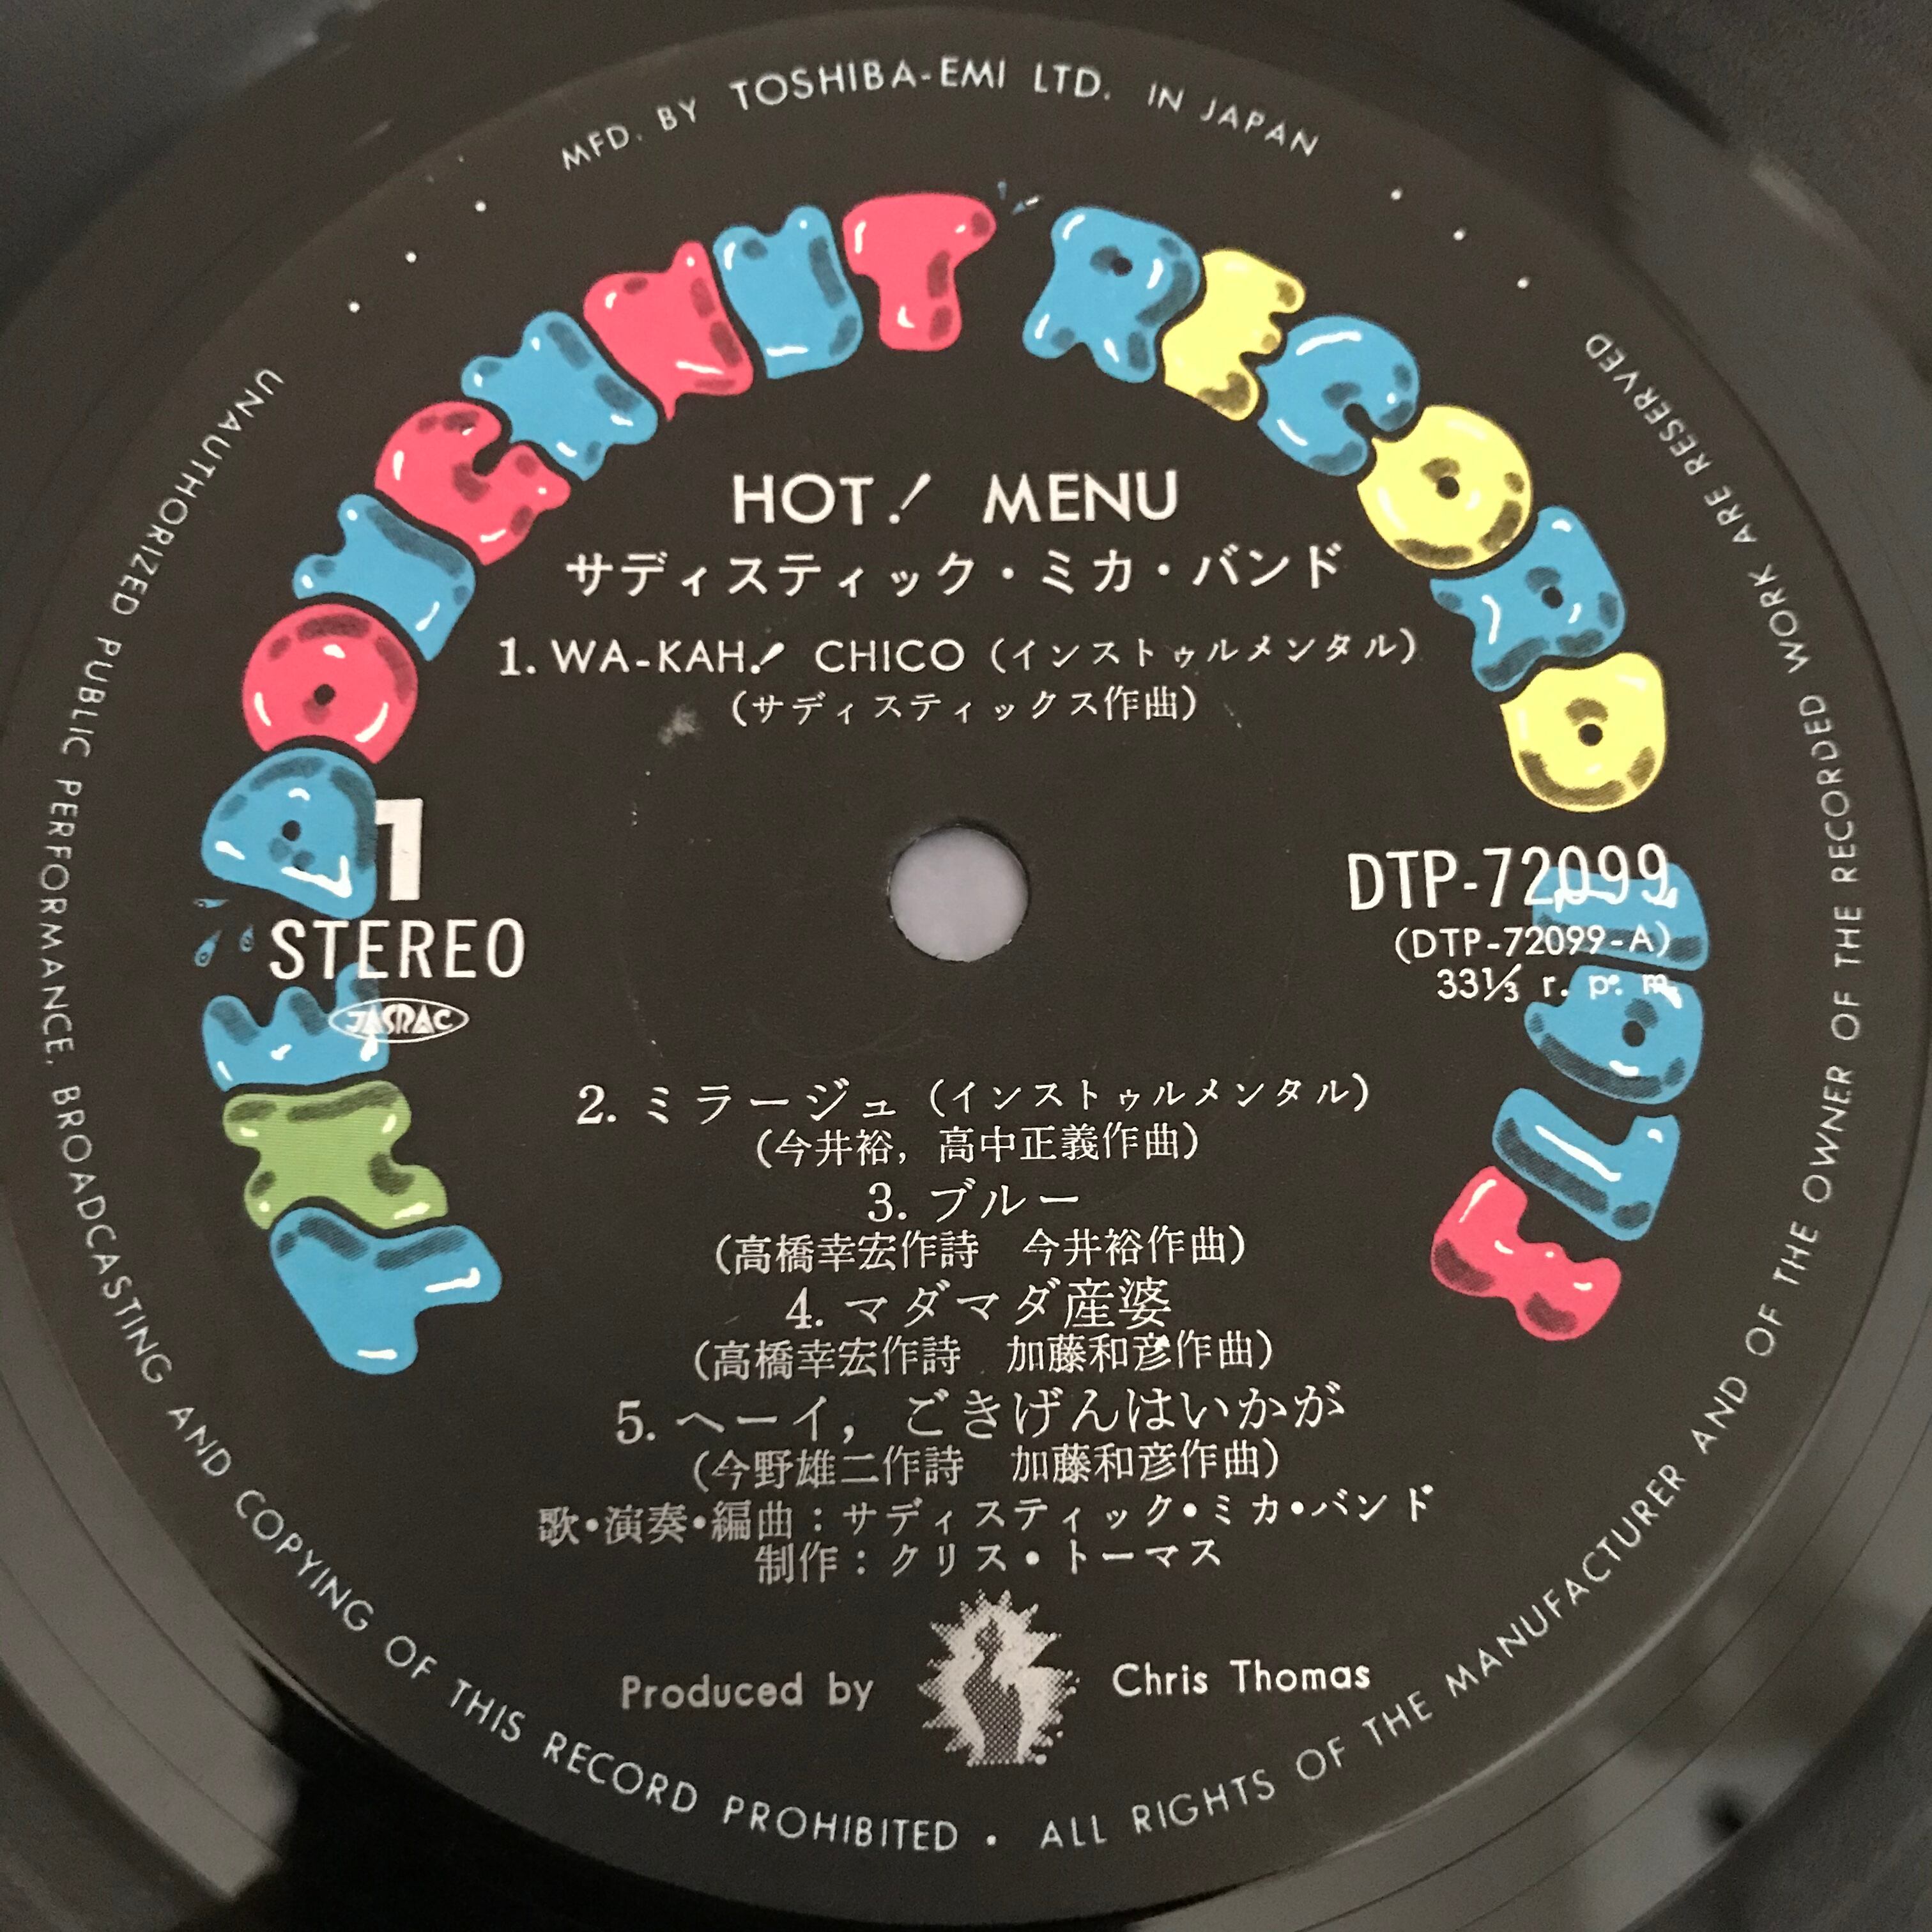 MFD. BY TOSHIBA-EMI LTD. IN JAPAN
THE DOUGHNUT RECORD
HOT! MENU
サディスティック・ミカ・バンド
1. WA-KAH! CHICO (インストゥルメンタル)
(サディスティックス作曲)
1
STEREO
JASRAC
DTP-72099
(DTP-72099-A)
33⅓ r. p. m.
2. ミラージュ (インストゥルメンタル)
(今井裕, 高中正義作曲)
3. ブルー
(高橋幸宏作詩 今井裕作曲)
4. マダマダ産婆
(高橋幸宏作詩 加藤和彦作曲)
5. ヘーイ, ごきげんはいかが
(今野雄二作詩 加藤和彦作曲)
歌・演奏・編曲:サディスティック・ミカ・バンド
制作:クリス・トーマス
Produced by Chris Thomas
UNAUTHORIZED PUBLIC PERFORMANCE, BROADCASTING AND COPYING OF THIS RECORD PROHIBITED • ALL RIGHTS OF THE MANUFACTURER AND OF THE OWNER OF THE RECORDED WORK ARE RESERVED